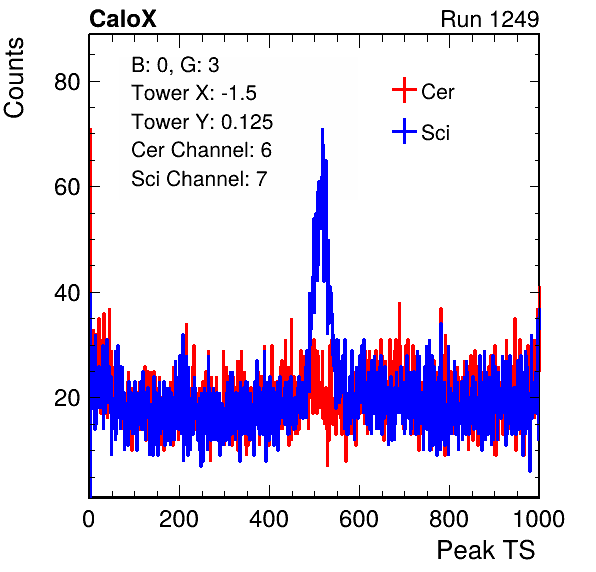 CaloX Run 1249
Counts
B: 0, G: 3
Tower X: -1.5
Tower Y: 0.125
Cer Channel: 6
Sci Channel: 7
Cer
Sci
80
60
40
20
0 200 400 600 800 1000
Peak TS